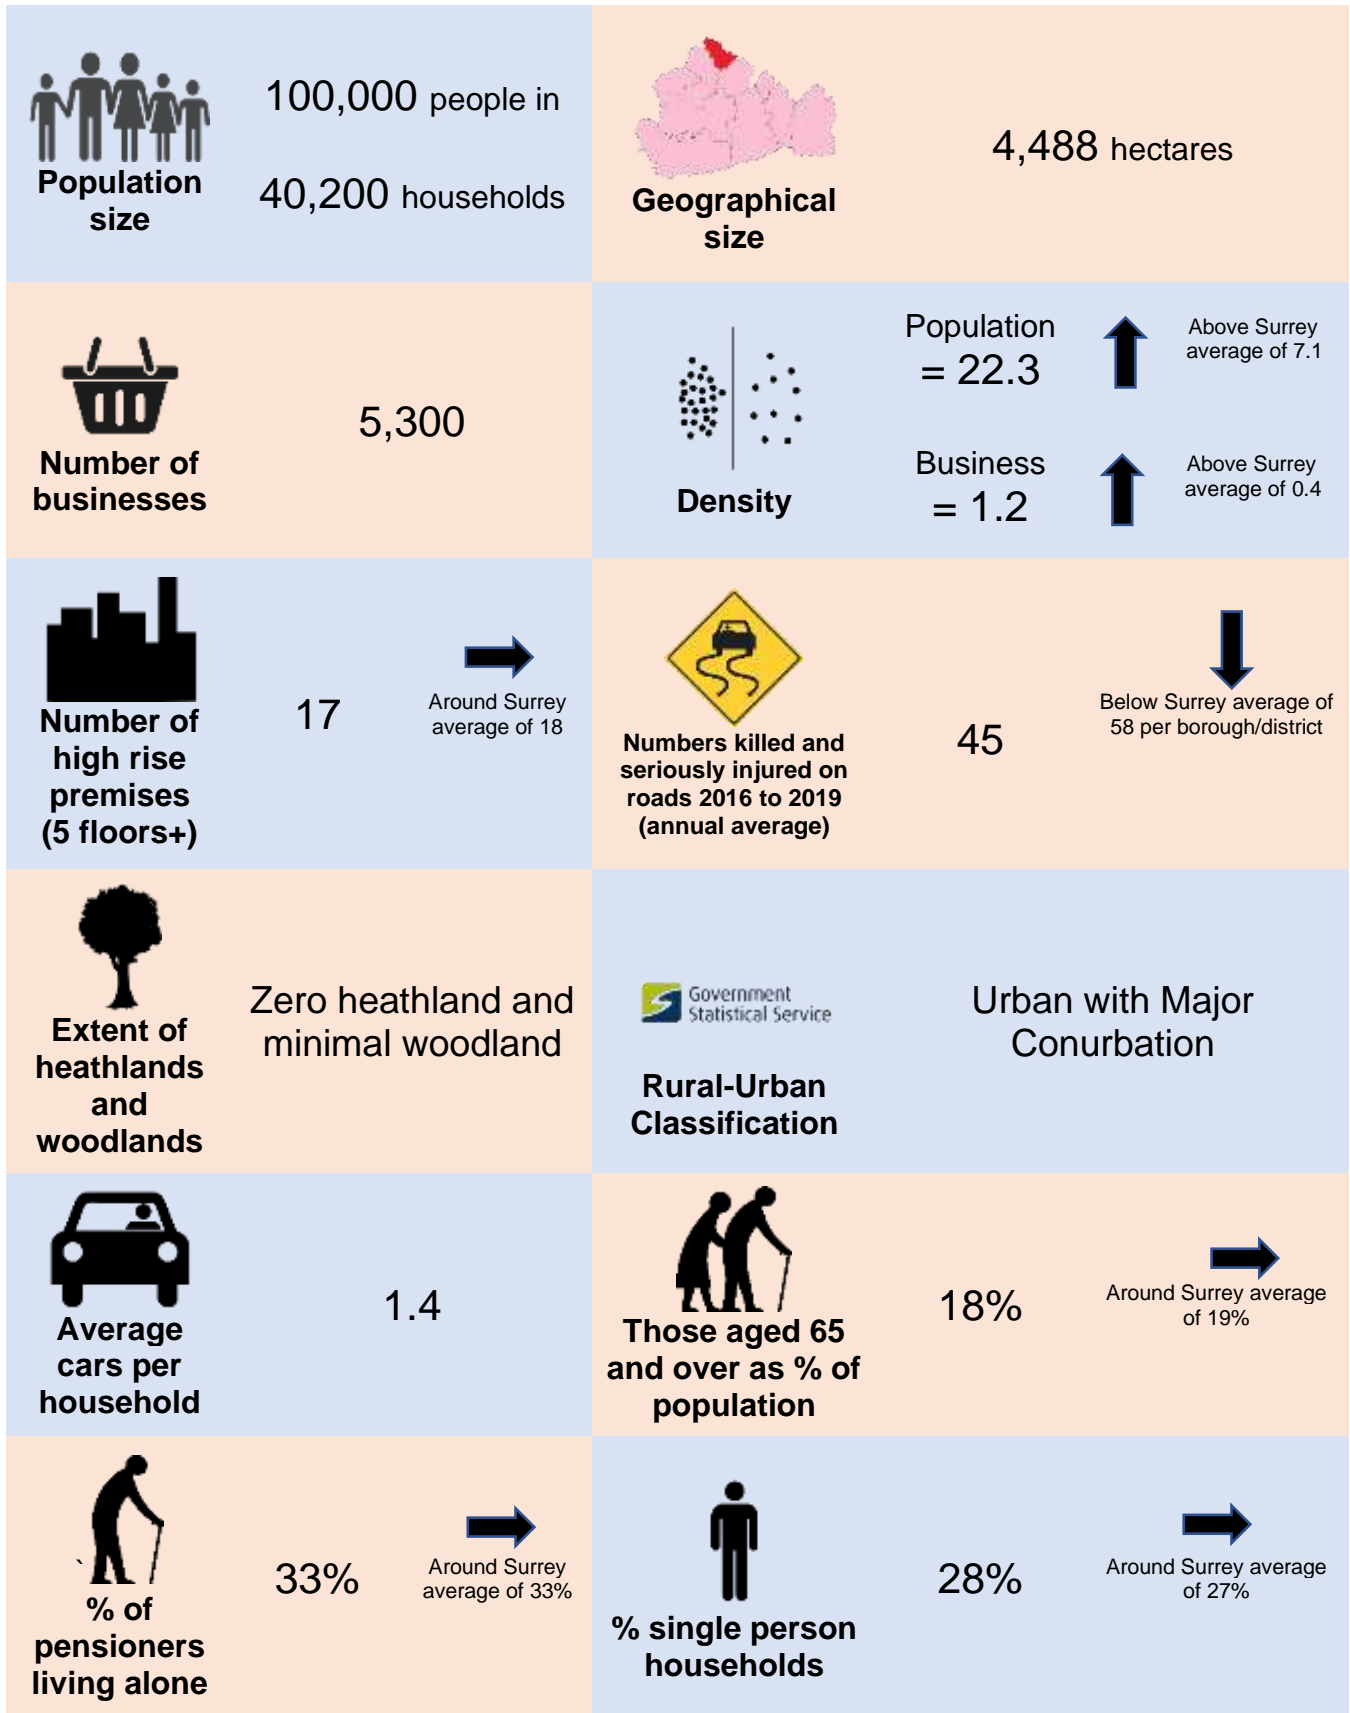 100,000 people in
40,200 households
Population
size
4,488 hectares
Geographical
size
5,300
Number of
businesses
Population
= 22.3
Above Surrey
average of 7.1
Business
= 1.2
Above Surrey
average of 0.4
Density
17
Around Surrey
average of 18
Number of
high rise
premises
(5 floors+)
Below Surrey average of
58 per borough/district
45
Numbers killed and
seriously injured on
roads 2016 to 2019
(annual average)
Zero heathland and
minimal woodland
Extent of
heathlands
and
woodlands
Government
Statistical Service
Urban with Major
Conurbation
Rural-Urban
Classification
1.4
Average
cars per
household
18%
Around Surrey average
of 19%
Those aged 65
and over as % of
population
`
33%
Around Surrey
average of 33%
% of
pensioners
living alone
28%
Around Surrey average
of 27%
% single person
households